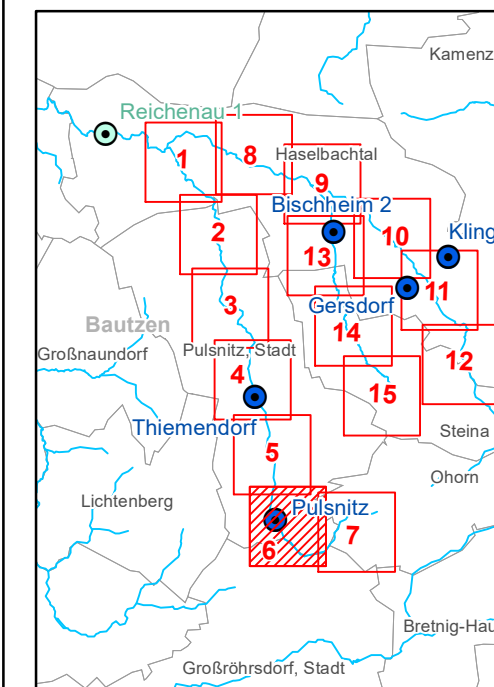 Kamenz
Reichenau 1
1
8
Haselbachtal
9
Bischheim 2
2
10
13
Kling
11
3
Gersdorf
Bautzen
14
Großnaundorf
Pulsnitz, Stadt
12
4
15
Thiemendorf
Steina
5
Ohorn
Lichtenberg
Pulsnitz
6
7
Bretnig-Hau
Großröhrsdorf, Stadt